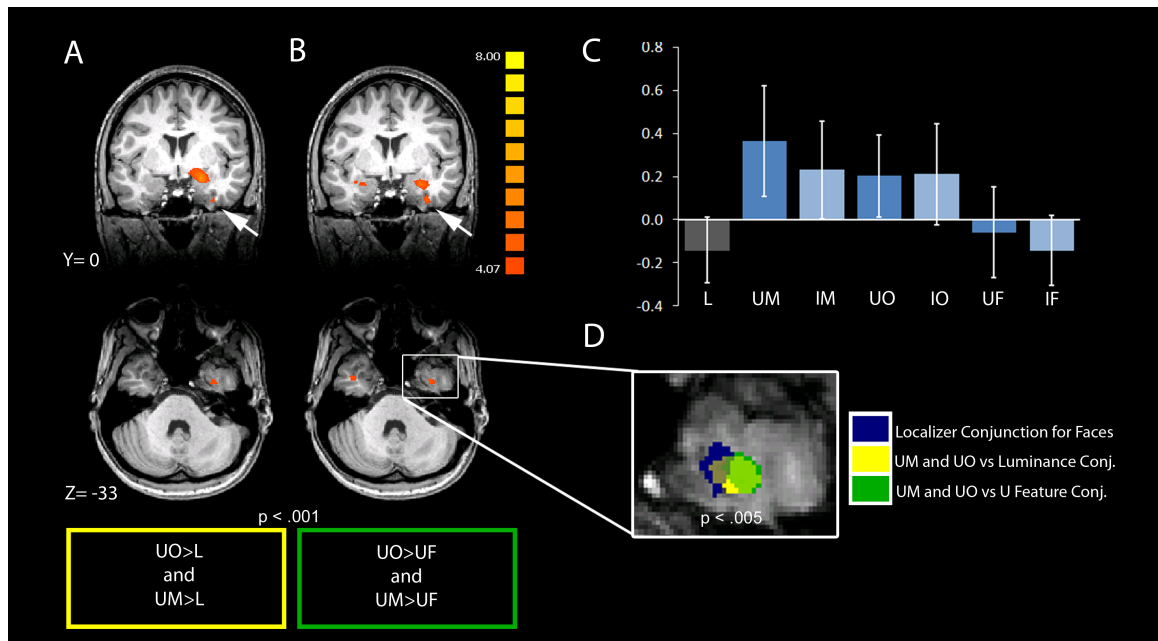 A
B
8.00
4.07
Y= 0
Z= -33
p < .001
UO>L
and
UM>L
UO>UF
and
UM>UF
C
0.8
0.6
0.4
0.2
0.0
-0.2
-0.4
L UM IM UO IO UF IF
D
p < .005
Localizer Conjunction for Faces
UM and UO vs Luminance Conj.
UM and UO vs U Feature Conj.